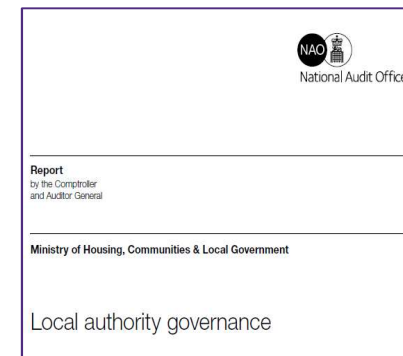 NAO
National Audit Office
Report
by the Comptroller
and Auditor General
Ministry of Housing, Communities & Local Government
Local authority governance